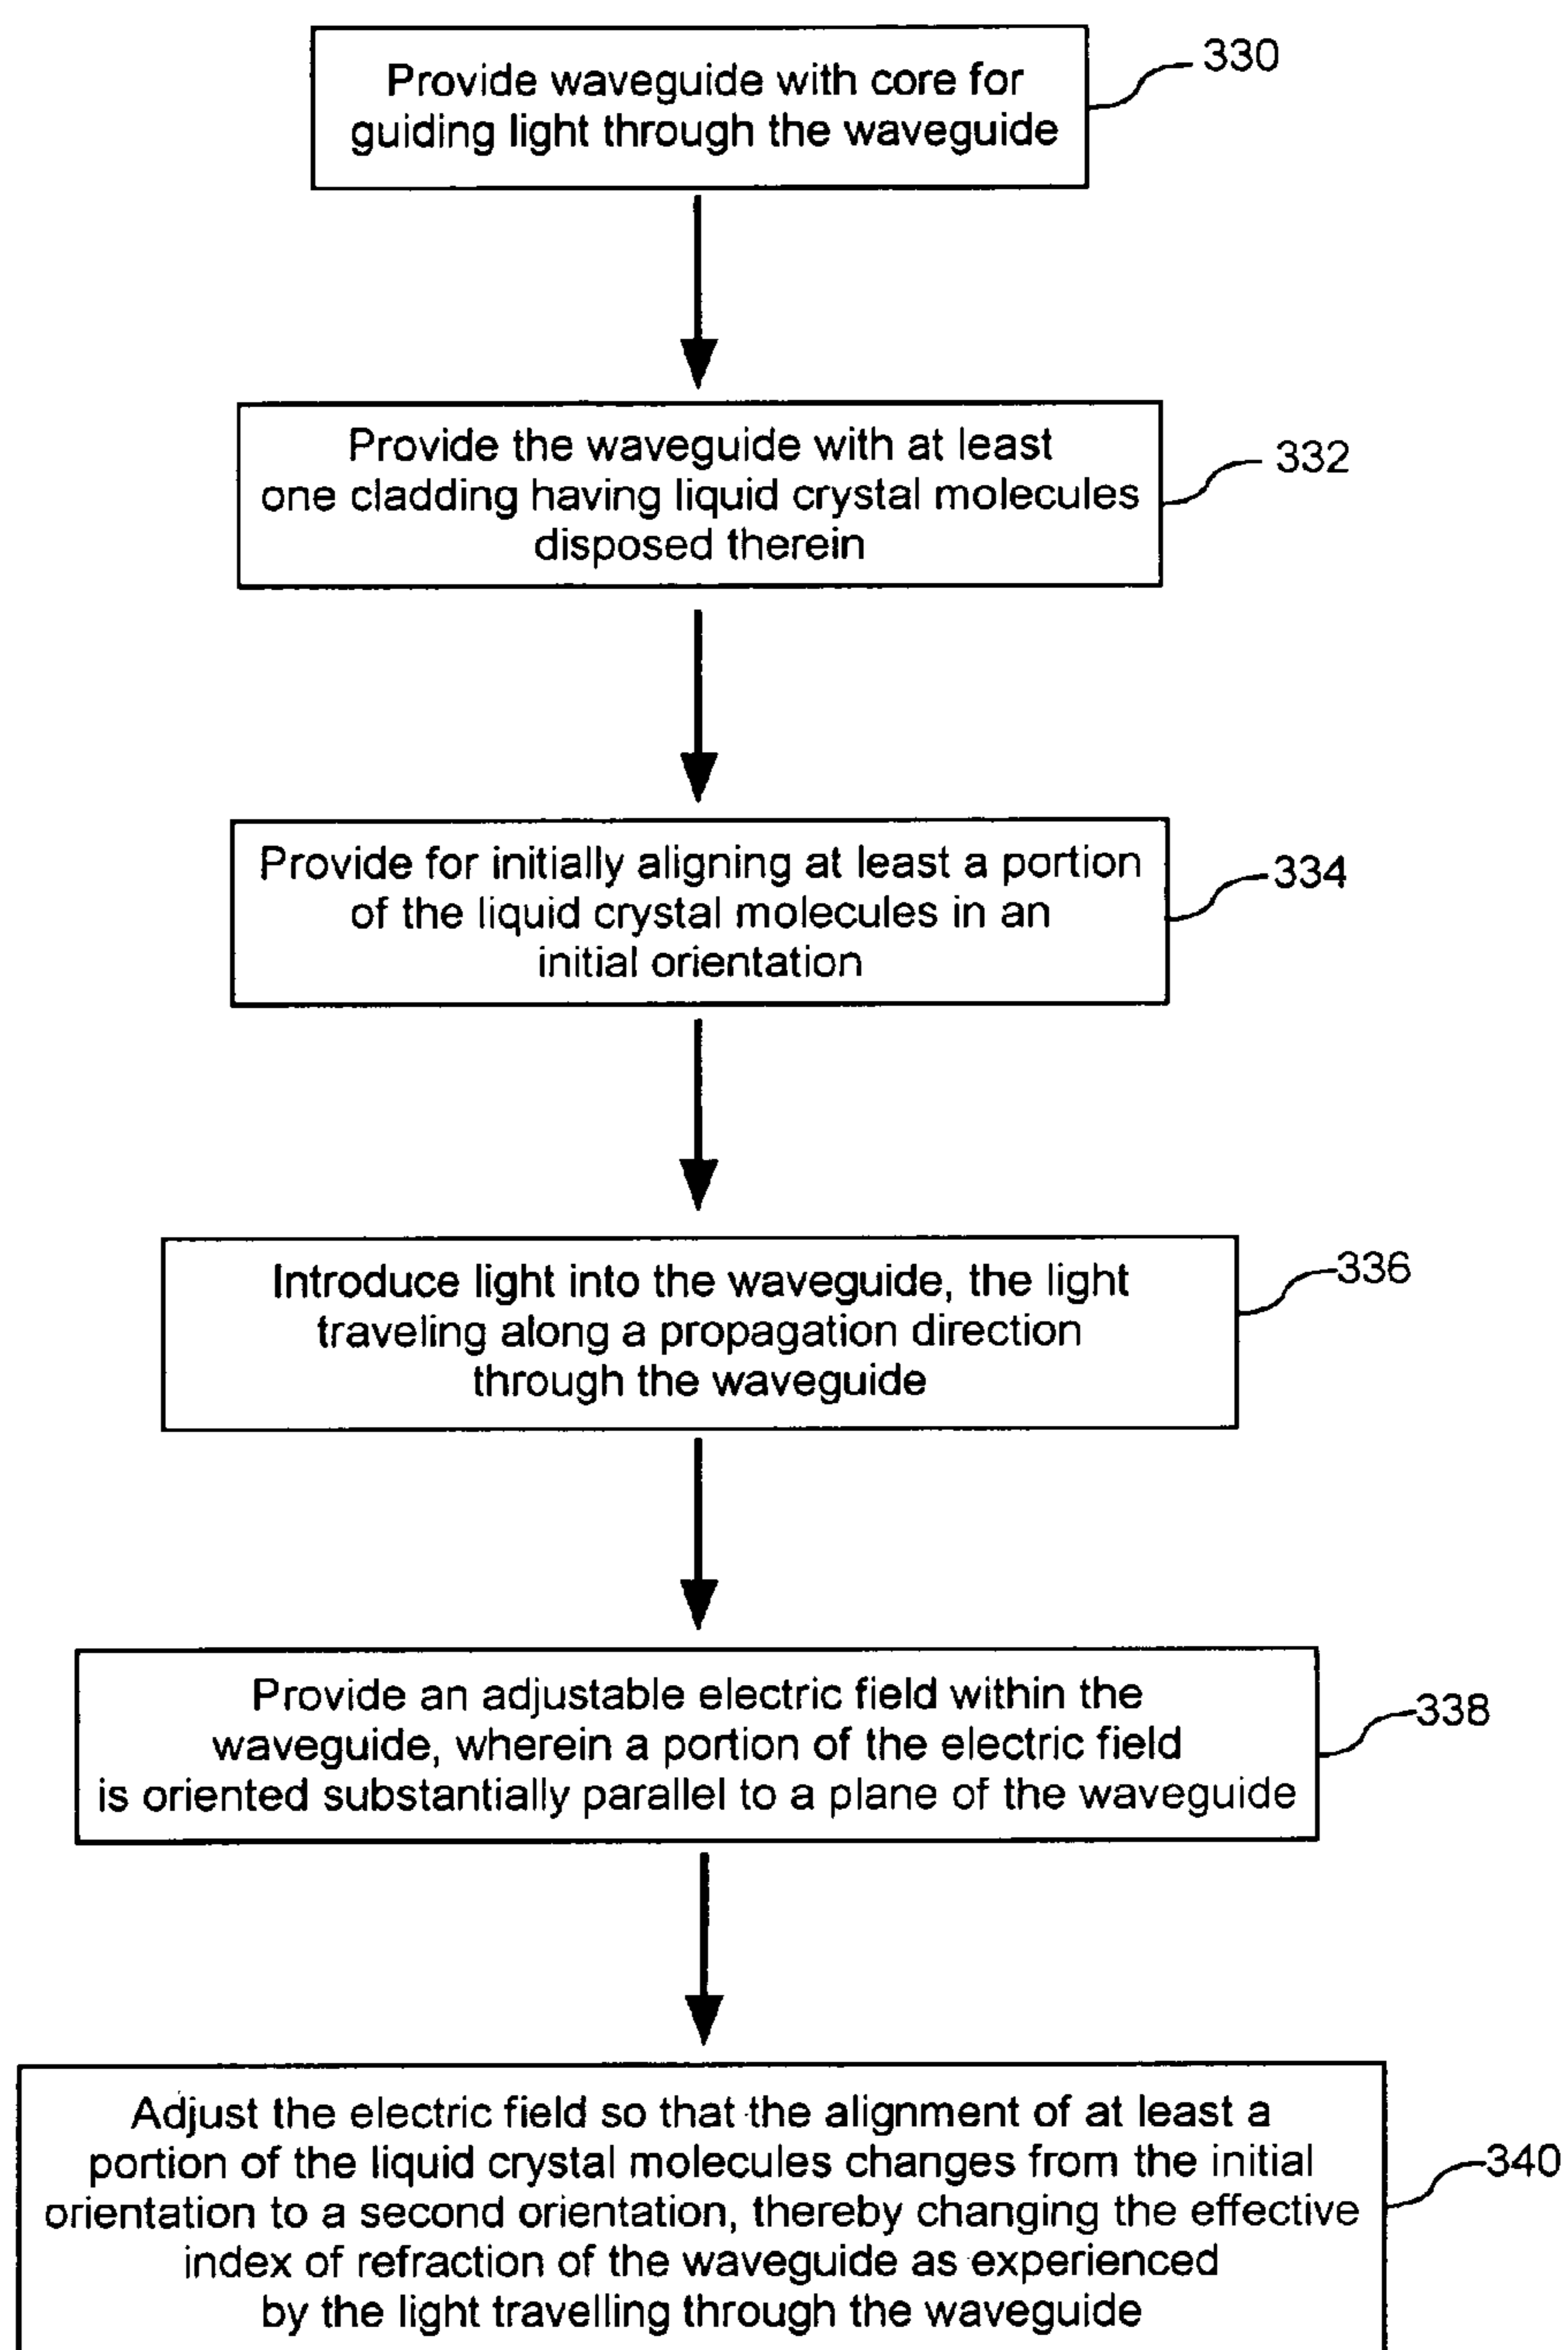 Provide waveguide with core for
guiding light through the waveguide
330
Provide the waveguide with at least
one cladding having liquid crystal molecules
disposed therein
332
Provide for initially aligning at least a portion
of the liquid crystal molecules in an
initial orientation
334
Introduce light into the waveguide, the light
traveling along a propagation direction
through the waveguide
336
Provide an adjustable electric field within the
waveguide, wherein a portion of the electric field
is oriented substantially parallel to a plane of the waveguide
338
Adjust the electric field so that the alignment of at least a
portion of the liquid crystal molecules changes from the initial
orientation to a second orientation, thereby changing the effective
index of refraction of the waveguide as experienced
by the light travelling through the waveguide
340